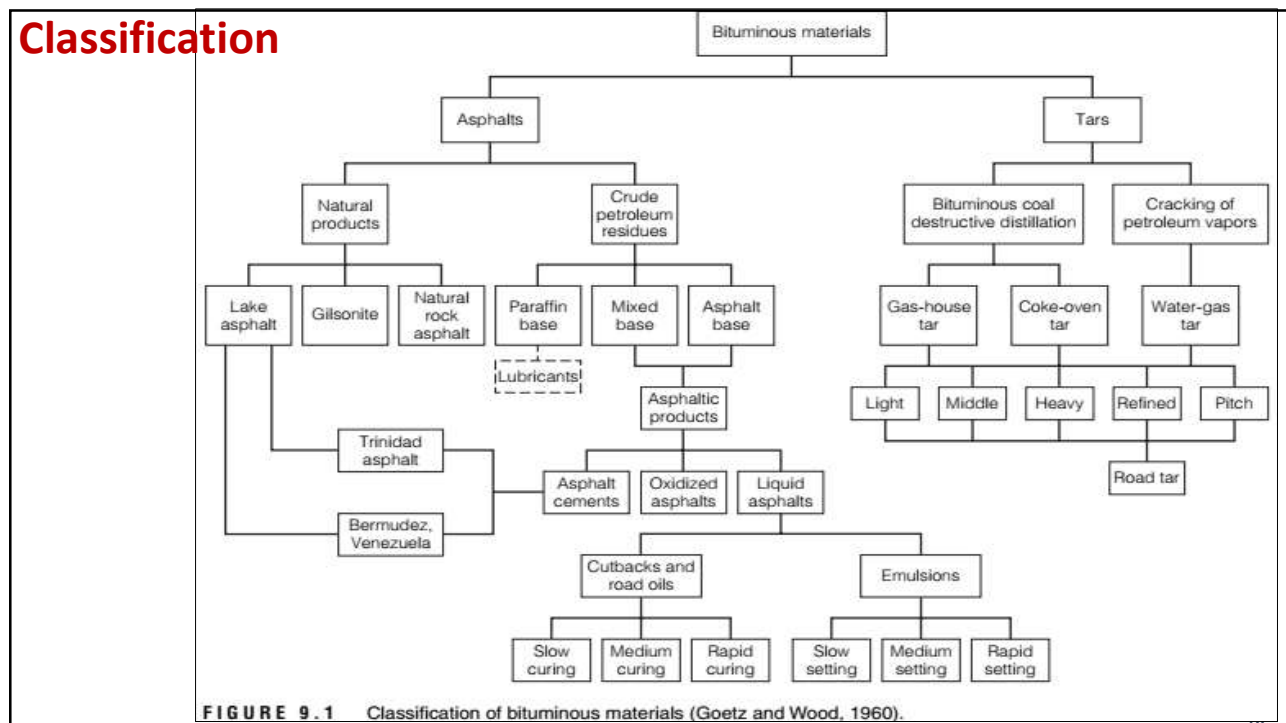 Classification
Bituminous materials
Asphalts
Tars
Natural
products
Crude
petroleum
residues
Bituminous coal
destructive distillation
Cracking of
petroleum vapors
Lake
asphalt
Gilsonite
Natural
rock
asphalt
Paraffin
base
Mixed
base
Asphalt
base
Gas-house
tar
Coke-oven
tar
Water-gas
tar
Lubricants
Asphaltic
products
Light
Middle
Heavy
Refined
Pitch
Trinidad
asphalt
Asphalt
cements
Oxidized
asphalts
Liquid
asphalts
Road tar
Bermudez,
Venezuela
Cutbacks and
road oils
Emulsions
Slow
curing
Medium
curing
Rapid
curing
Slow
setting
Medium
setting
Rapid
setting
FIGURE 9.1 Classification of bituminous materials (Goetz and Wood, 1960).